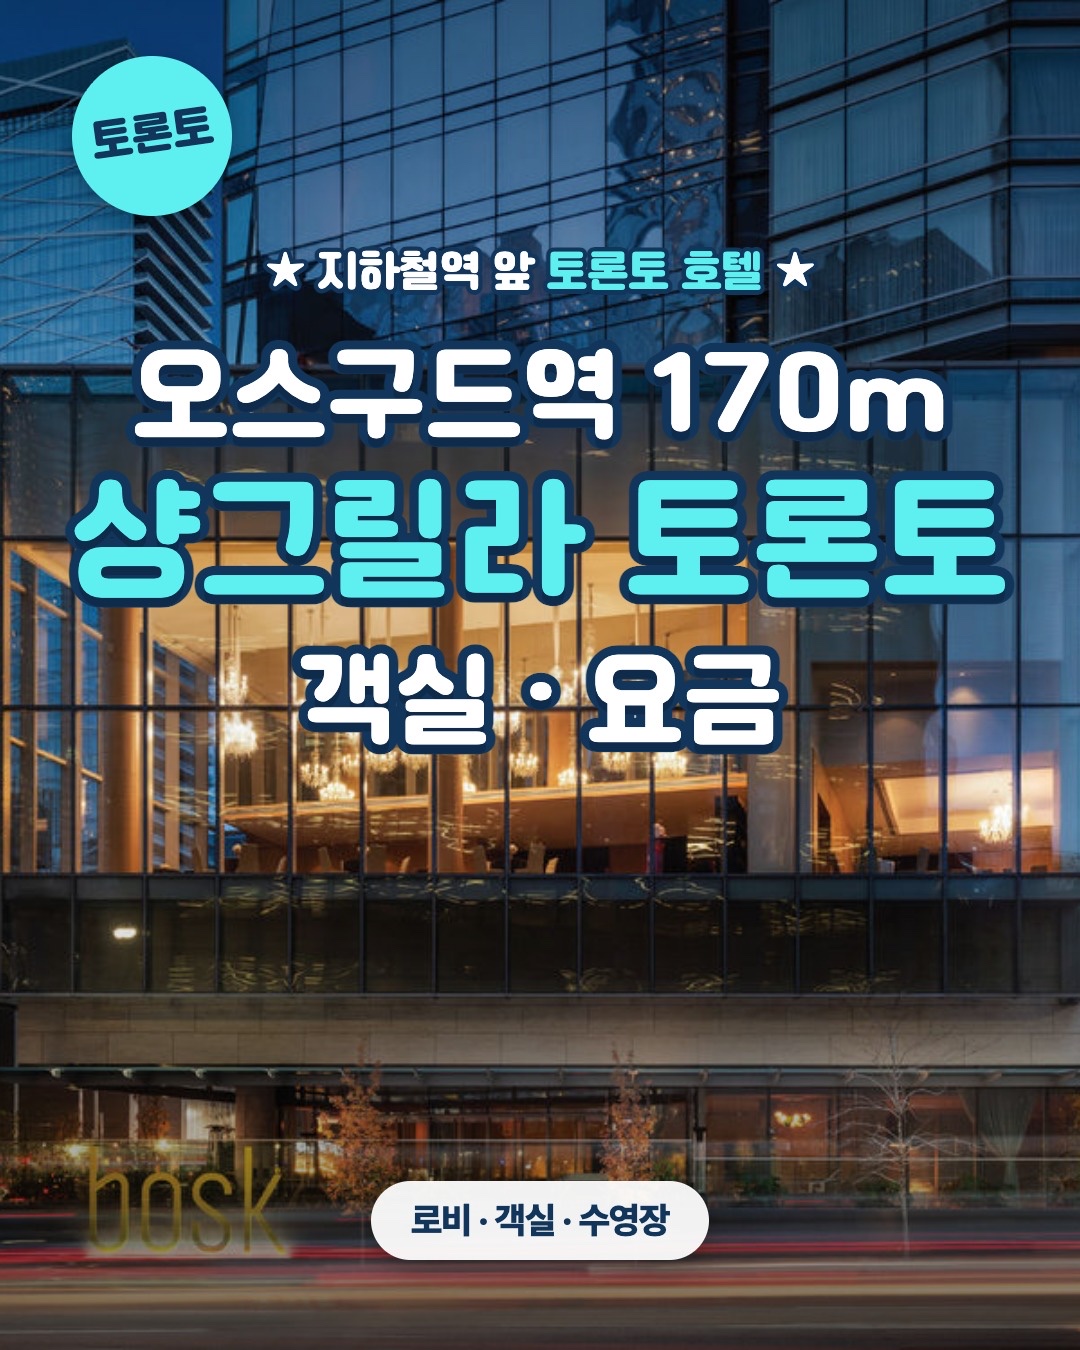 토론토
★ 지하철역 앞 토론토 호텔 ★
오스구드역 170m
샹그릴라 토론토
객실 · 요금
bosk
로비 · 객실 · 수영장